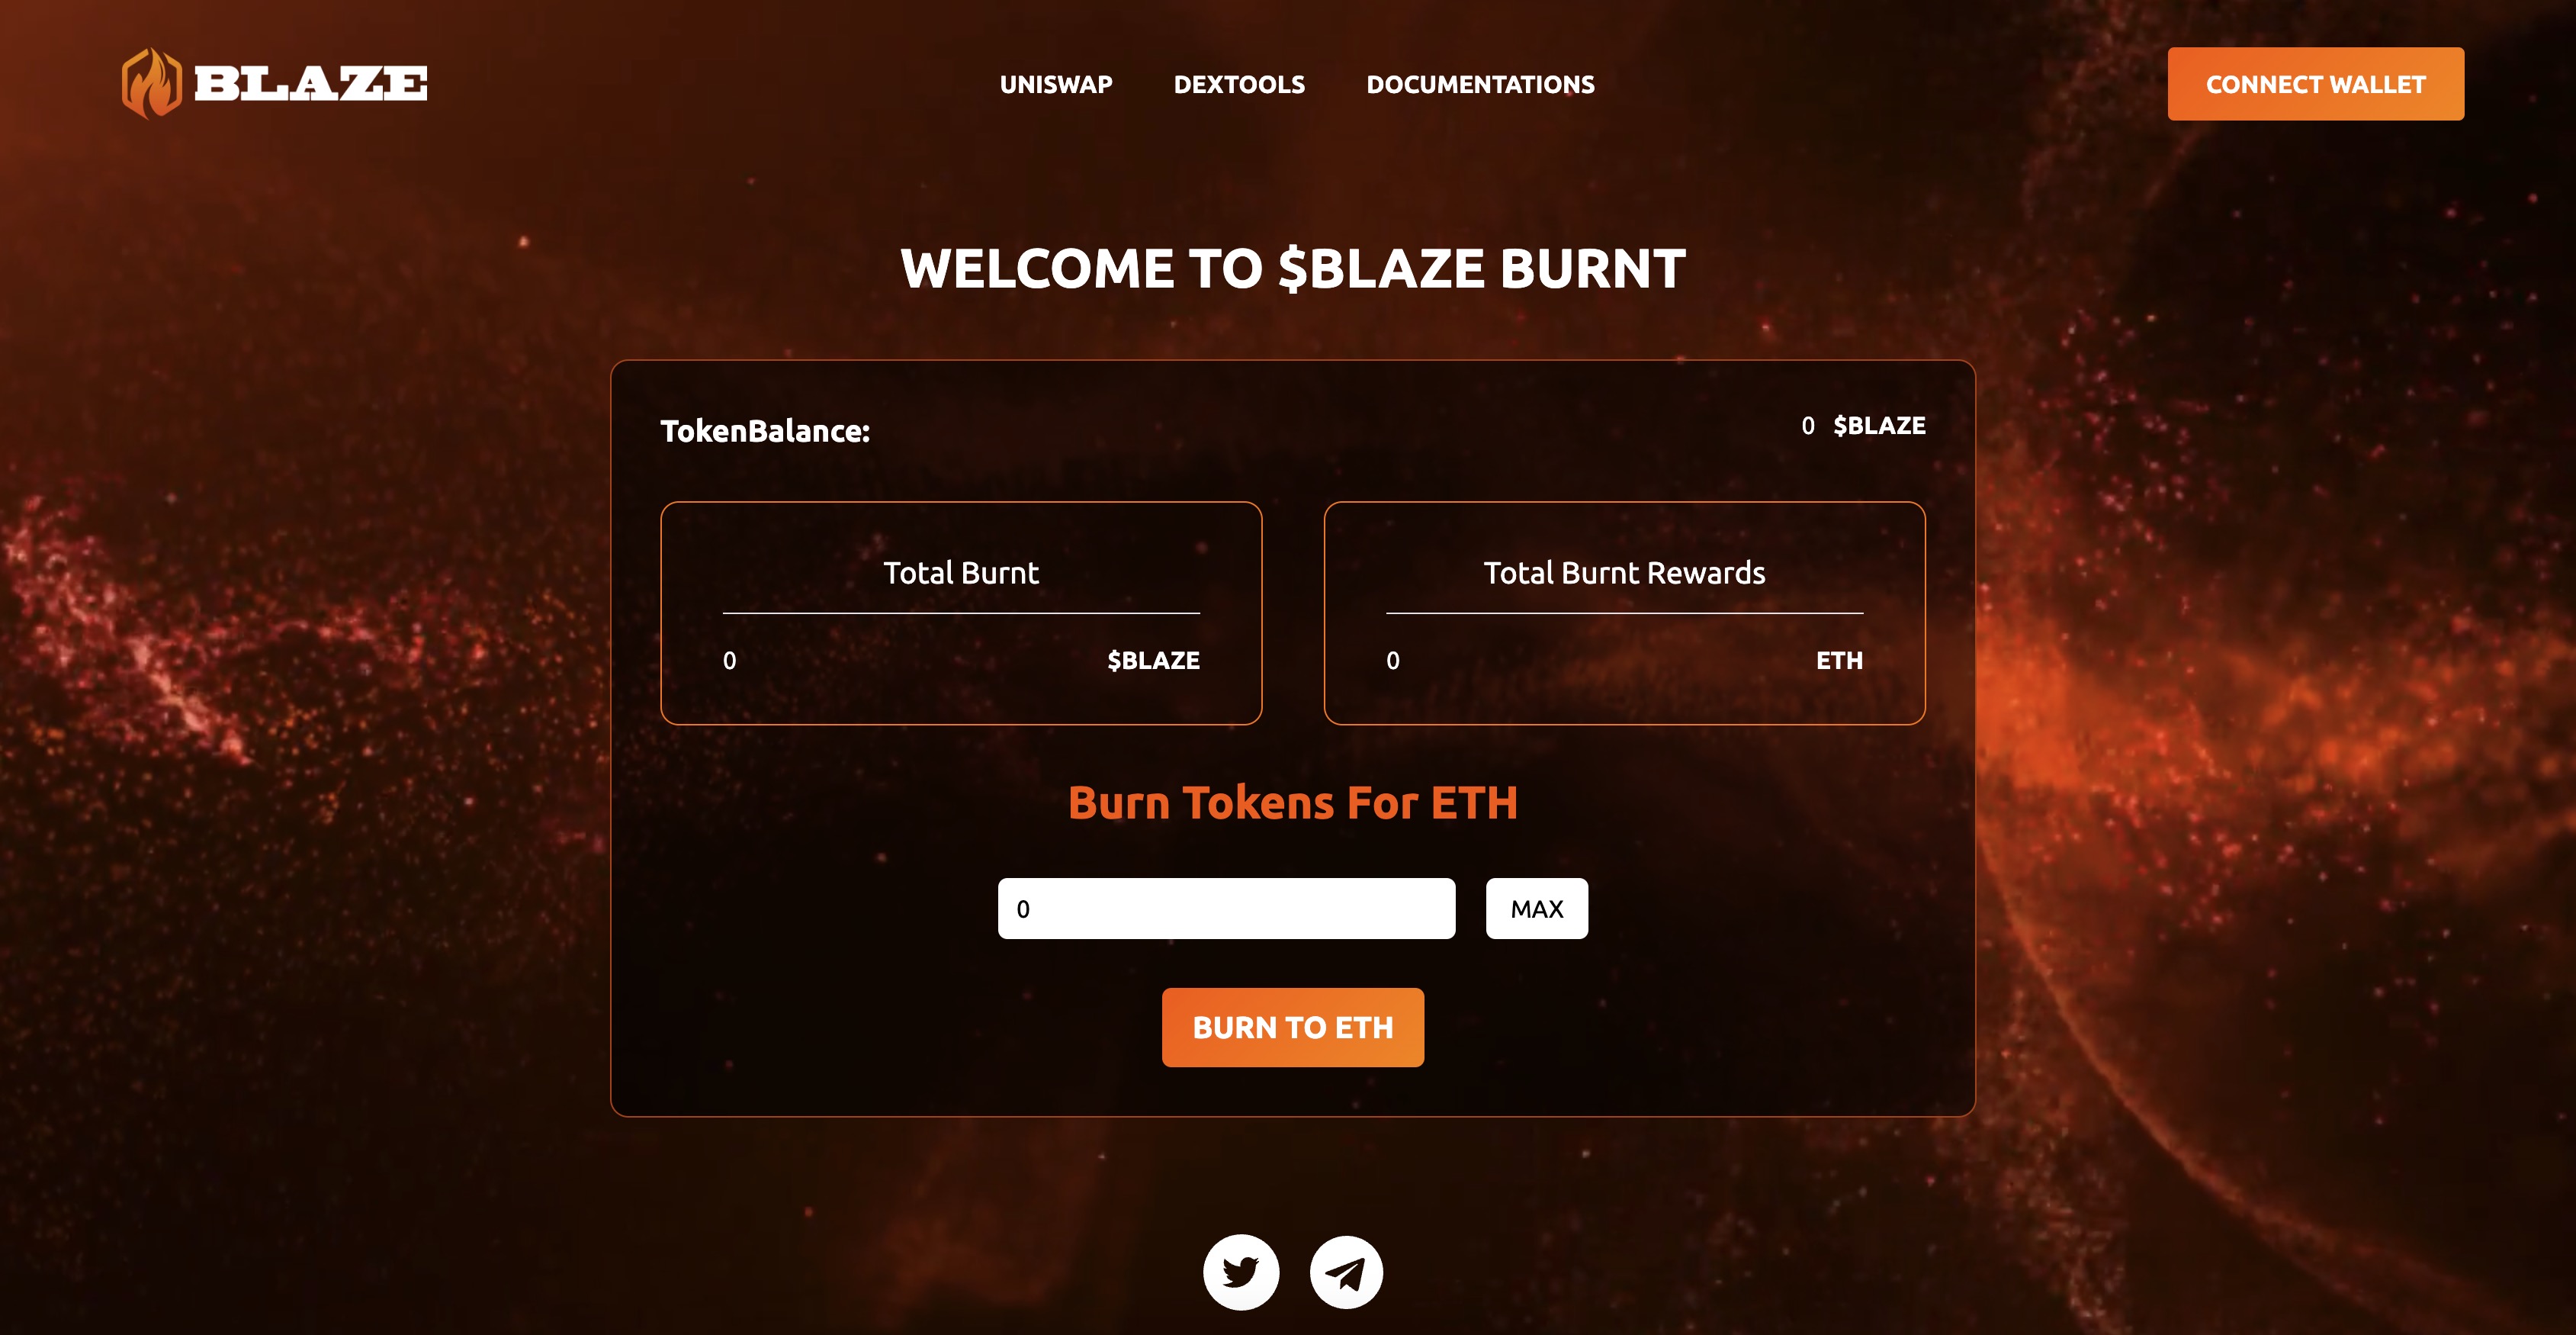 BLAZE
UNISWAP DEXTOOLS DOCUMENTATIONS
CONNECT WALLET
WELCOME TO $BLAZE BURNT
TokenBalance:
0 $BLAZE
Total Burnt
0 $BLAZE
Total Burnt Rewards
0 ETH
Burn Tokens For ETH
0
MAX
BURN TO ETH